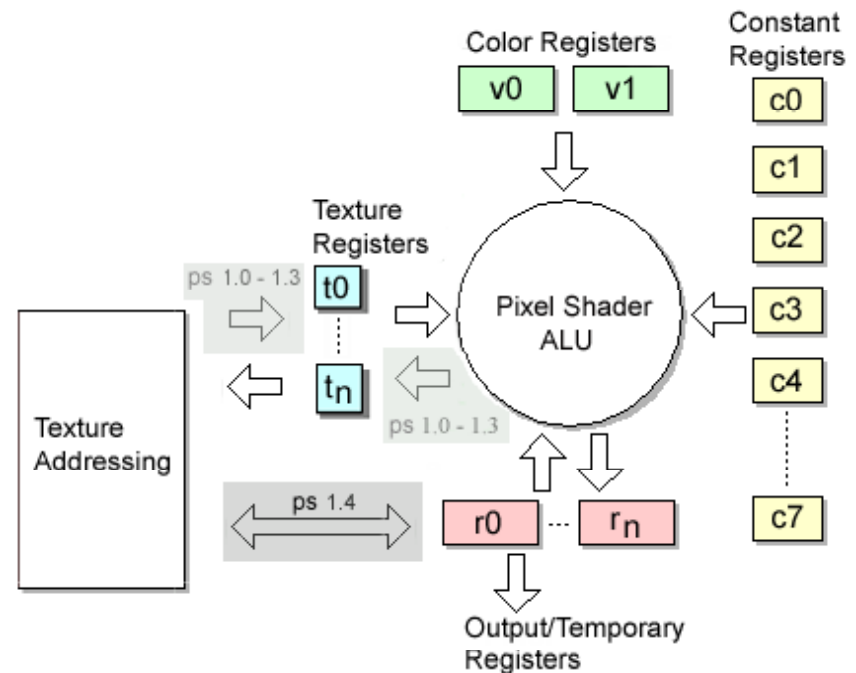 Color Registers
v0
v1
Constant
Registers
c0
c1
c2
c3
c4
c7
Texture
Registers
ps 1.0 - 1.3
t0
tn
ps 1.0 - 1.3
Pixel Shader
ALU
Texture
Addressing
ps 1.4
r0
rn
Output/Temporary
Registers